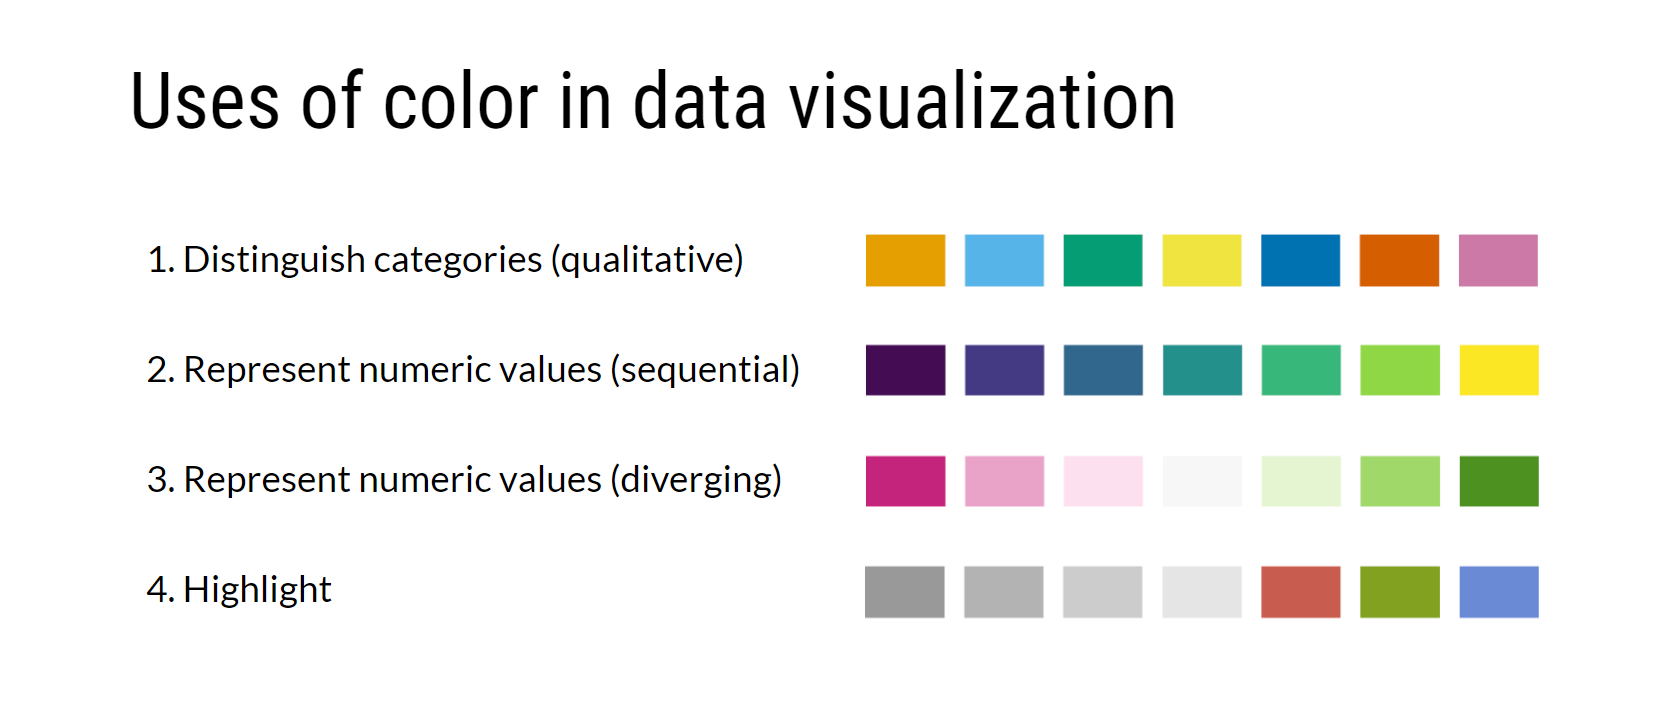 Uses of color in data visualization
1. Distinguish categories (qualitative)
2. Represent numeric values (sequential)
3. Represent numeric values (diverging)
4. Highlight